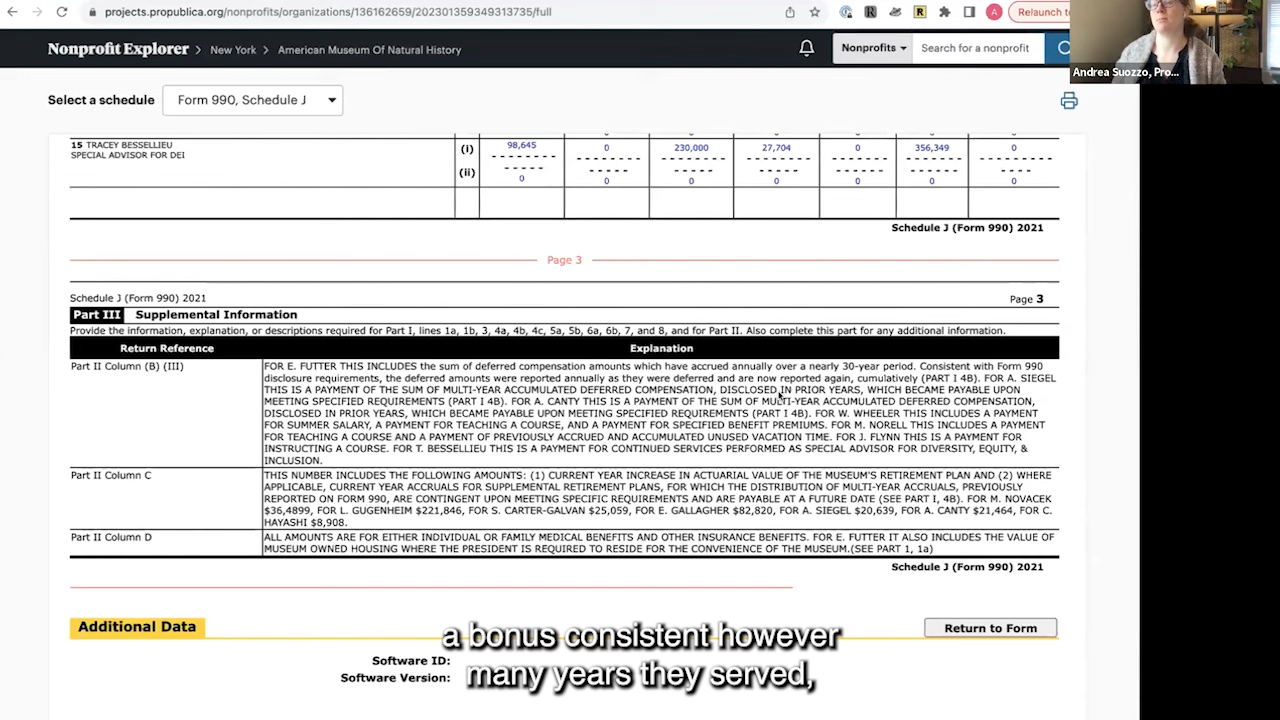 projects.propublica.org/nonprofits/organizations/136162659/202301359349313735/full
Relaunch to
Nonprofit Explorer > New York > American Museum Of Natural History
Nonprofits
Search for a nonprofit
Andrea Suozzo, Pro...
Select a schedule
Form 990, Schedule J
15 TRACEY BESSELLIEU
SPECIAL ADVISOR FOR DEI
(i) 98,645 0 230,000 27,704 0 356,349 0
(ii) 0 0 0 0 0 0 0
Schedule J (Form 990) 2021
Page 3
Schedule J (Form 990) 2021
Page 3
Part III Supplemental Information
Provide the information, explanation, or descriptions required for Part I, lines 1a, 1b, 3, 4a, 4b, 4c, 5a, 5b, 6a, 6b, 7, and 8, and for Part II. Also complete this part for any additional information.
Return Reference
Explanation
Part II Column (B) (III)
FOR E. FUTTER THIS INCLUDES the sum of deferred compensation amounts which have accrued annually over a nearly 30-year period. Consistent with Form 990
disclosure requirements, the deferred amounts were reported annually as they were deferred and are now reported again, cumulatively (PART I 4B). FOR A. SIEGEL
THIS IS A PAYMENT OF THE SUM OF MULTI-YEAR ACCUMULATED DEFERRED COMPENSATION, DISCLOSED IN PRIOR YEARS, WHICH BECAME PAYABLE UPON
MEETING SPECIFIED REQUIREMENTS (PART I 4B). FOR A. CANTY THIS IS A PAYMENT OF THE SUM OF MULTI-YEAR ACCUMULATED DEFERRED COMPENSATION,
DISCLOSED IN PRIOR YEARS, WHICH BECAME PAYABLE UPON MEETING SPECIFIED REQUIREMENTS (PART I 4B). FOR W. WHEELER THIS INCLUDES A PAYMENT
FOR SUMMER SALARY, A PAYMENT FOR TEACHING A COURSE, AND A PAYMENT FOR SPECIFIED BENEFIT PREMIUMS. FOR M. NORELL THIS INCLUDES A PAYMENT
FOR TEACHING A COURSE AND A PAYMENT OF PREVIOUSLY ACCRUED AND ACCUMULATED UNUSED VACATION TIME. FOR J. FLYNN THIS IS A PAYMENT FOR
INSTRUCTING A COURSE. FOR T. BESSELLIEU THIS IS A PAYMENT FOR CONTINUED SERVICES PERFORMED AS SPECIAL ADVISOR FOR DIVERSITY, EQUITY, &
INCLUSION.
Part II Column C
THIS NUMBER INCLUDES THE FOLLOWING AMOUNTS: (1) CURRENT YEAR INCREASE IN ACTUARIAL VALUE OF THE MUSEUM'S RETIREMENT PLAN AND (2) WHERE
APPLICABLE, CURRENT YEAR ACCRUALS FOR SUPPLEMENTAL RETIREMENT PLANS, FOR WHICH THE DISTRIBUTION OF MULTI-YEAR ACCRUALS, PREVIOUSLY
REPORTED ON FORM 990, ARE CONTINGENT UPON MEETING SPECIFIC REQUIREMENTS AND ARE PAYABLE AT A FUTURE DATE (SEE PART I, 4B). FOR M. NOVACEK
$36,4899, FOR L. GUGENHEIM $221,846, FOR S. CARTER-GALVAN $25,059, FOR E. GALLAGHER $82,820, FOR A. SIEGEL $20,639, FOR A. CANTY $21,464, FOR C.
HAYASHI $8,908.
Part II Column D
ALL AMOUNTS ARE FOR EITHER INDIVIDUAL OR FAMILY MEDICAL BENEFITS AND OTHER INSURANCE BENEFITS. FOR E. FUTTER IT ALSO INCLUDES THE VALUE OF
MUSEUM OWNED HOUSING WHERE THE PRESIDENT IS REQUIRED TO RESIDE FOR THE CONVENIENCE OF THE MUSEUM.(SEE PART 1, 1a)
Schedule J (Form 990) 2021
Additional Data
Return to Form
Software ID:
Software Version:
a bonus consistent however
many years they served,